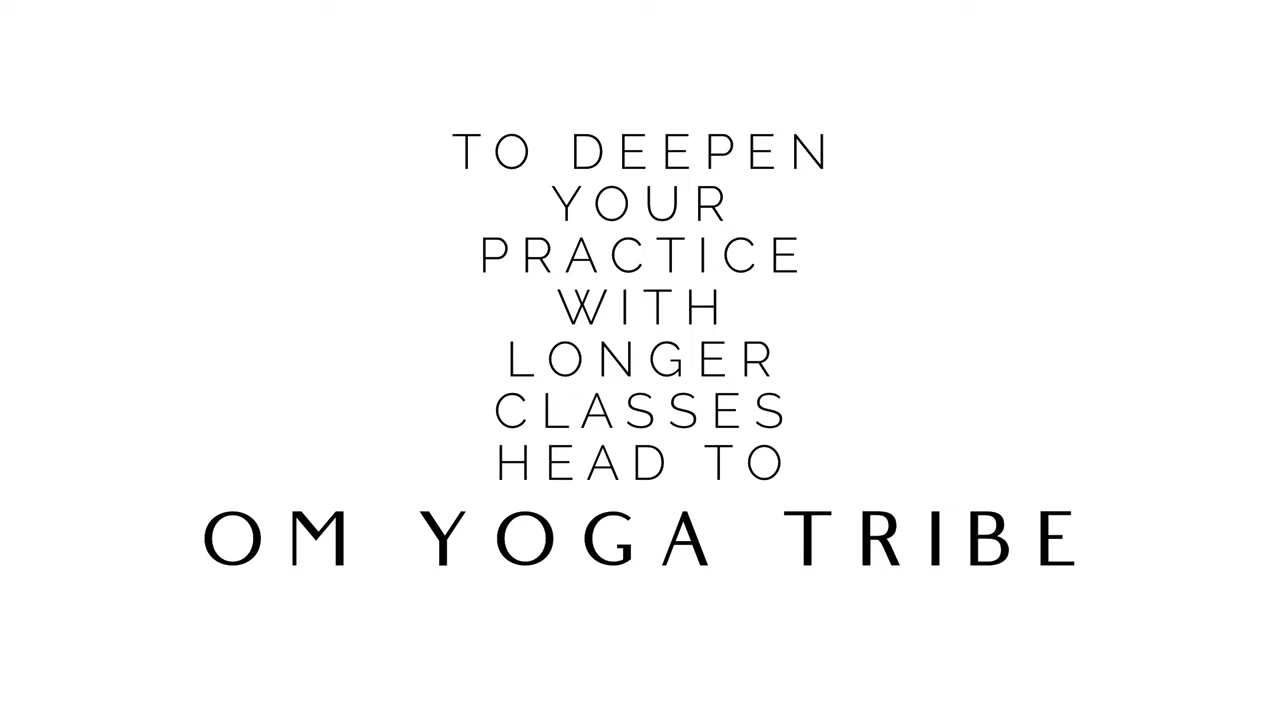 TO DEEPEN
YOUR
PRACTICE
WITH
LONGER
CLASSES
HEAD TO
OM YOGA TRIBE